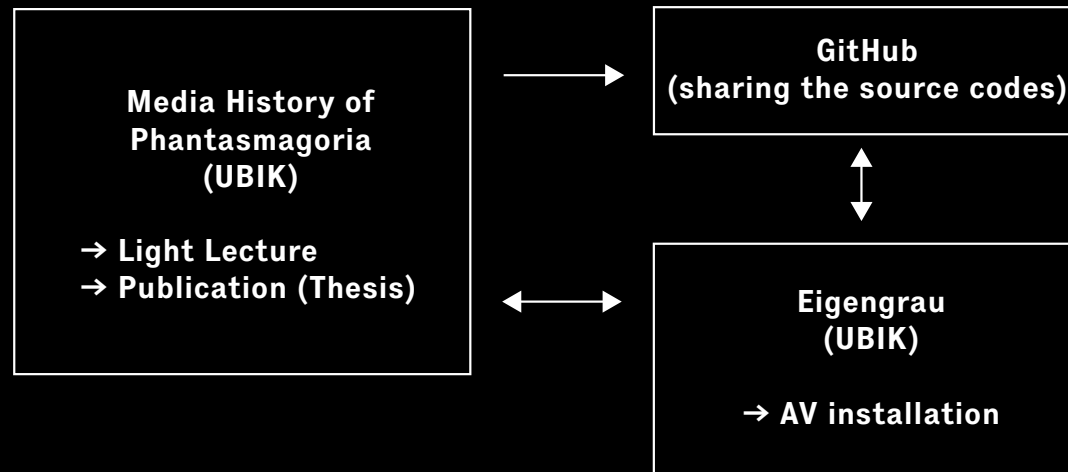 Media History of
Phantasmagoria
(UBIK)
→ Light Lecture
→ Publication (Thesis)
GitHub
(sharing the source codes)
Eigengrau
(UBIK)
→ AV installation